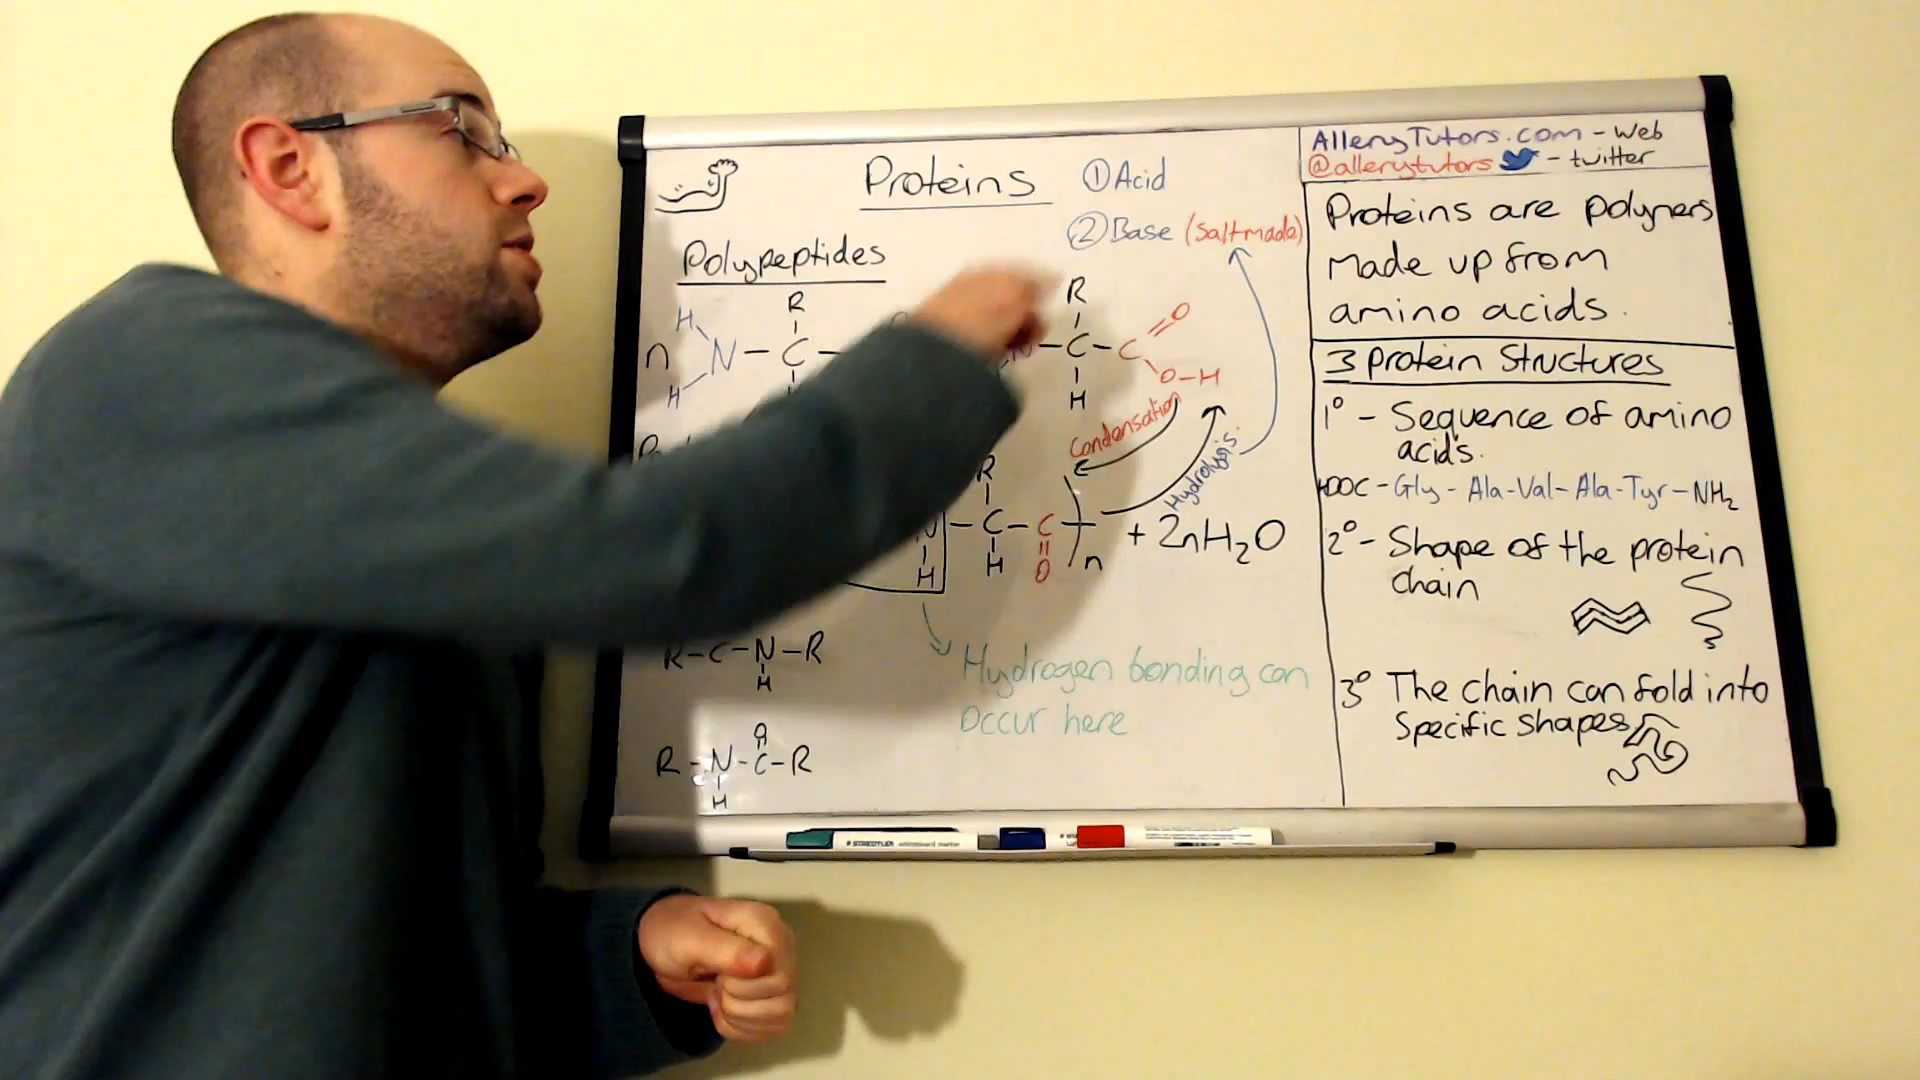 Proteins
① Acid
② Base (salt made)
Polypeptides
R
H
n
N - C -
H
R
N - C - C
O
O - H
H
Condensation
Hydrolysis.
R
N - C - C
H
H
O
n
+ 2nH2O
R - C - N - R
H
Hydrogen bonding can
occur here
O
R - N - C - R
H
AlleryTutors.com - Web
@allerytutors - twitter
Proteins are polymers
made up from
amino acids.
3 Protein Structures
1° - Sequence of amino
acids.
HOOC - Gly - Ala - Val - Ala - Tyr - NH2
2° - Shape of the protein
chain
3° The chain can fold into
specific shapes
STAEDTLER whiteboard marker